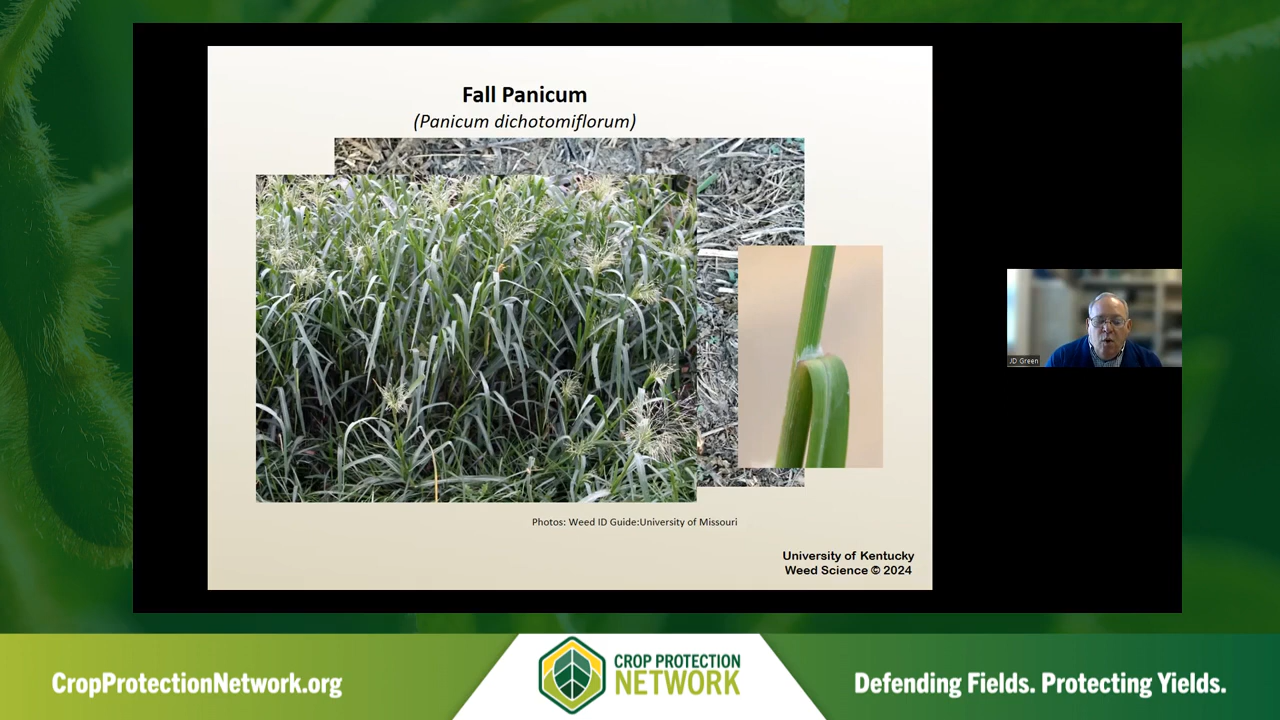 Fall Panicum
(Panicum dichotomiflorum)
Photos: Weed ID Guide:University of Missouri
University of Kentucky
Weed Science © 2024
JD Green
CropProtectionNetwork.org
CROP PROTECTION
NETWORK
Defending Fields. Protecting Yields.